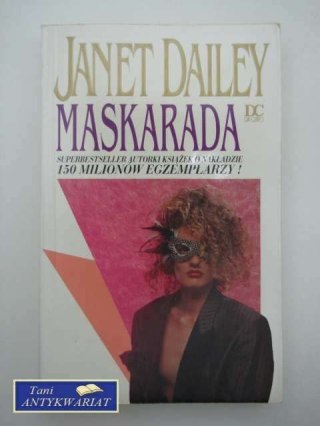 JANET DAILEY
MASKARADA
DC
SUPERBESTSELLER AUTORKI KSIĄŻEK O NAKŁADZIE
150 MILIONÓW EGZEMPLARZY !
Tani
ANTYKWARIAT